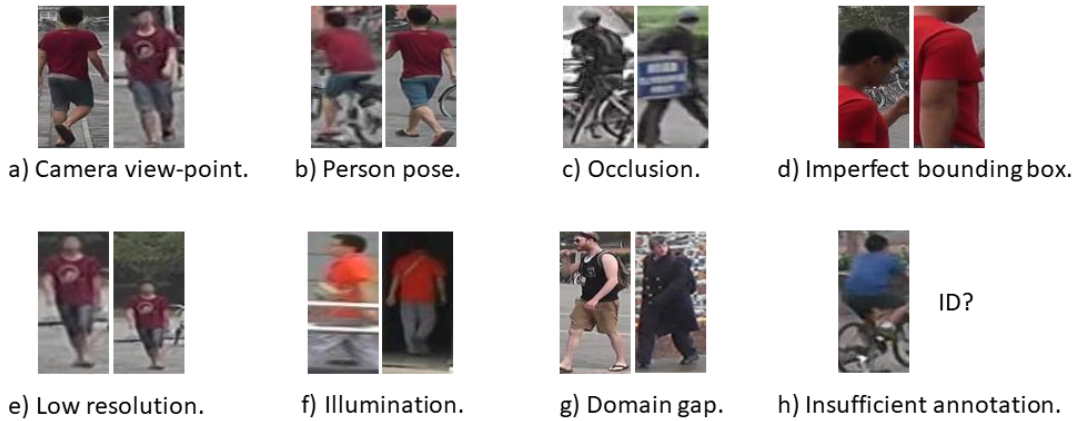 a) Camera view-point.
b) Person pose.
c) Occlusion.
d) Imperfect bounding box.
e) Low resolution.
f) Illumination.
ID?
g) Domain gap.
h) Insufficient annotation.